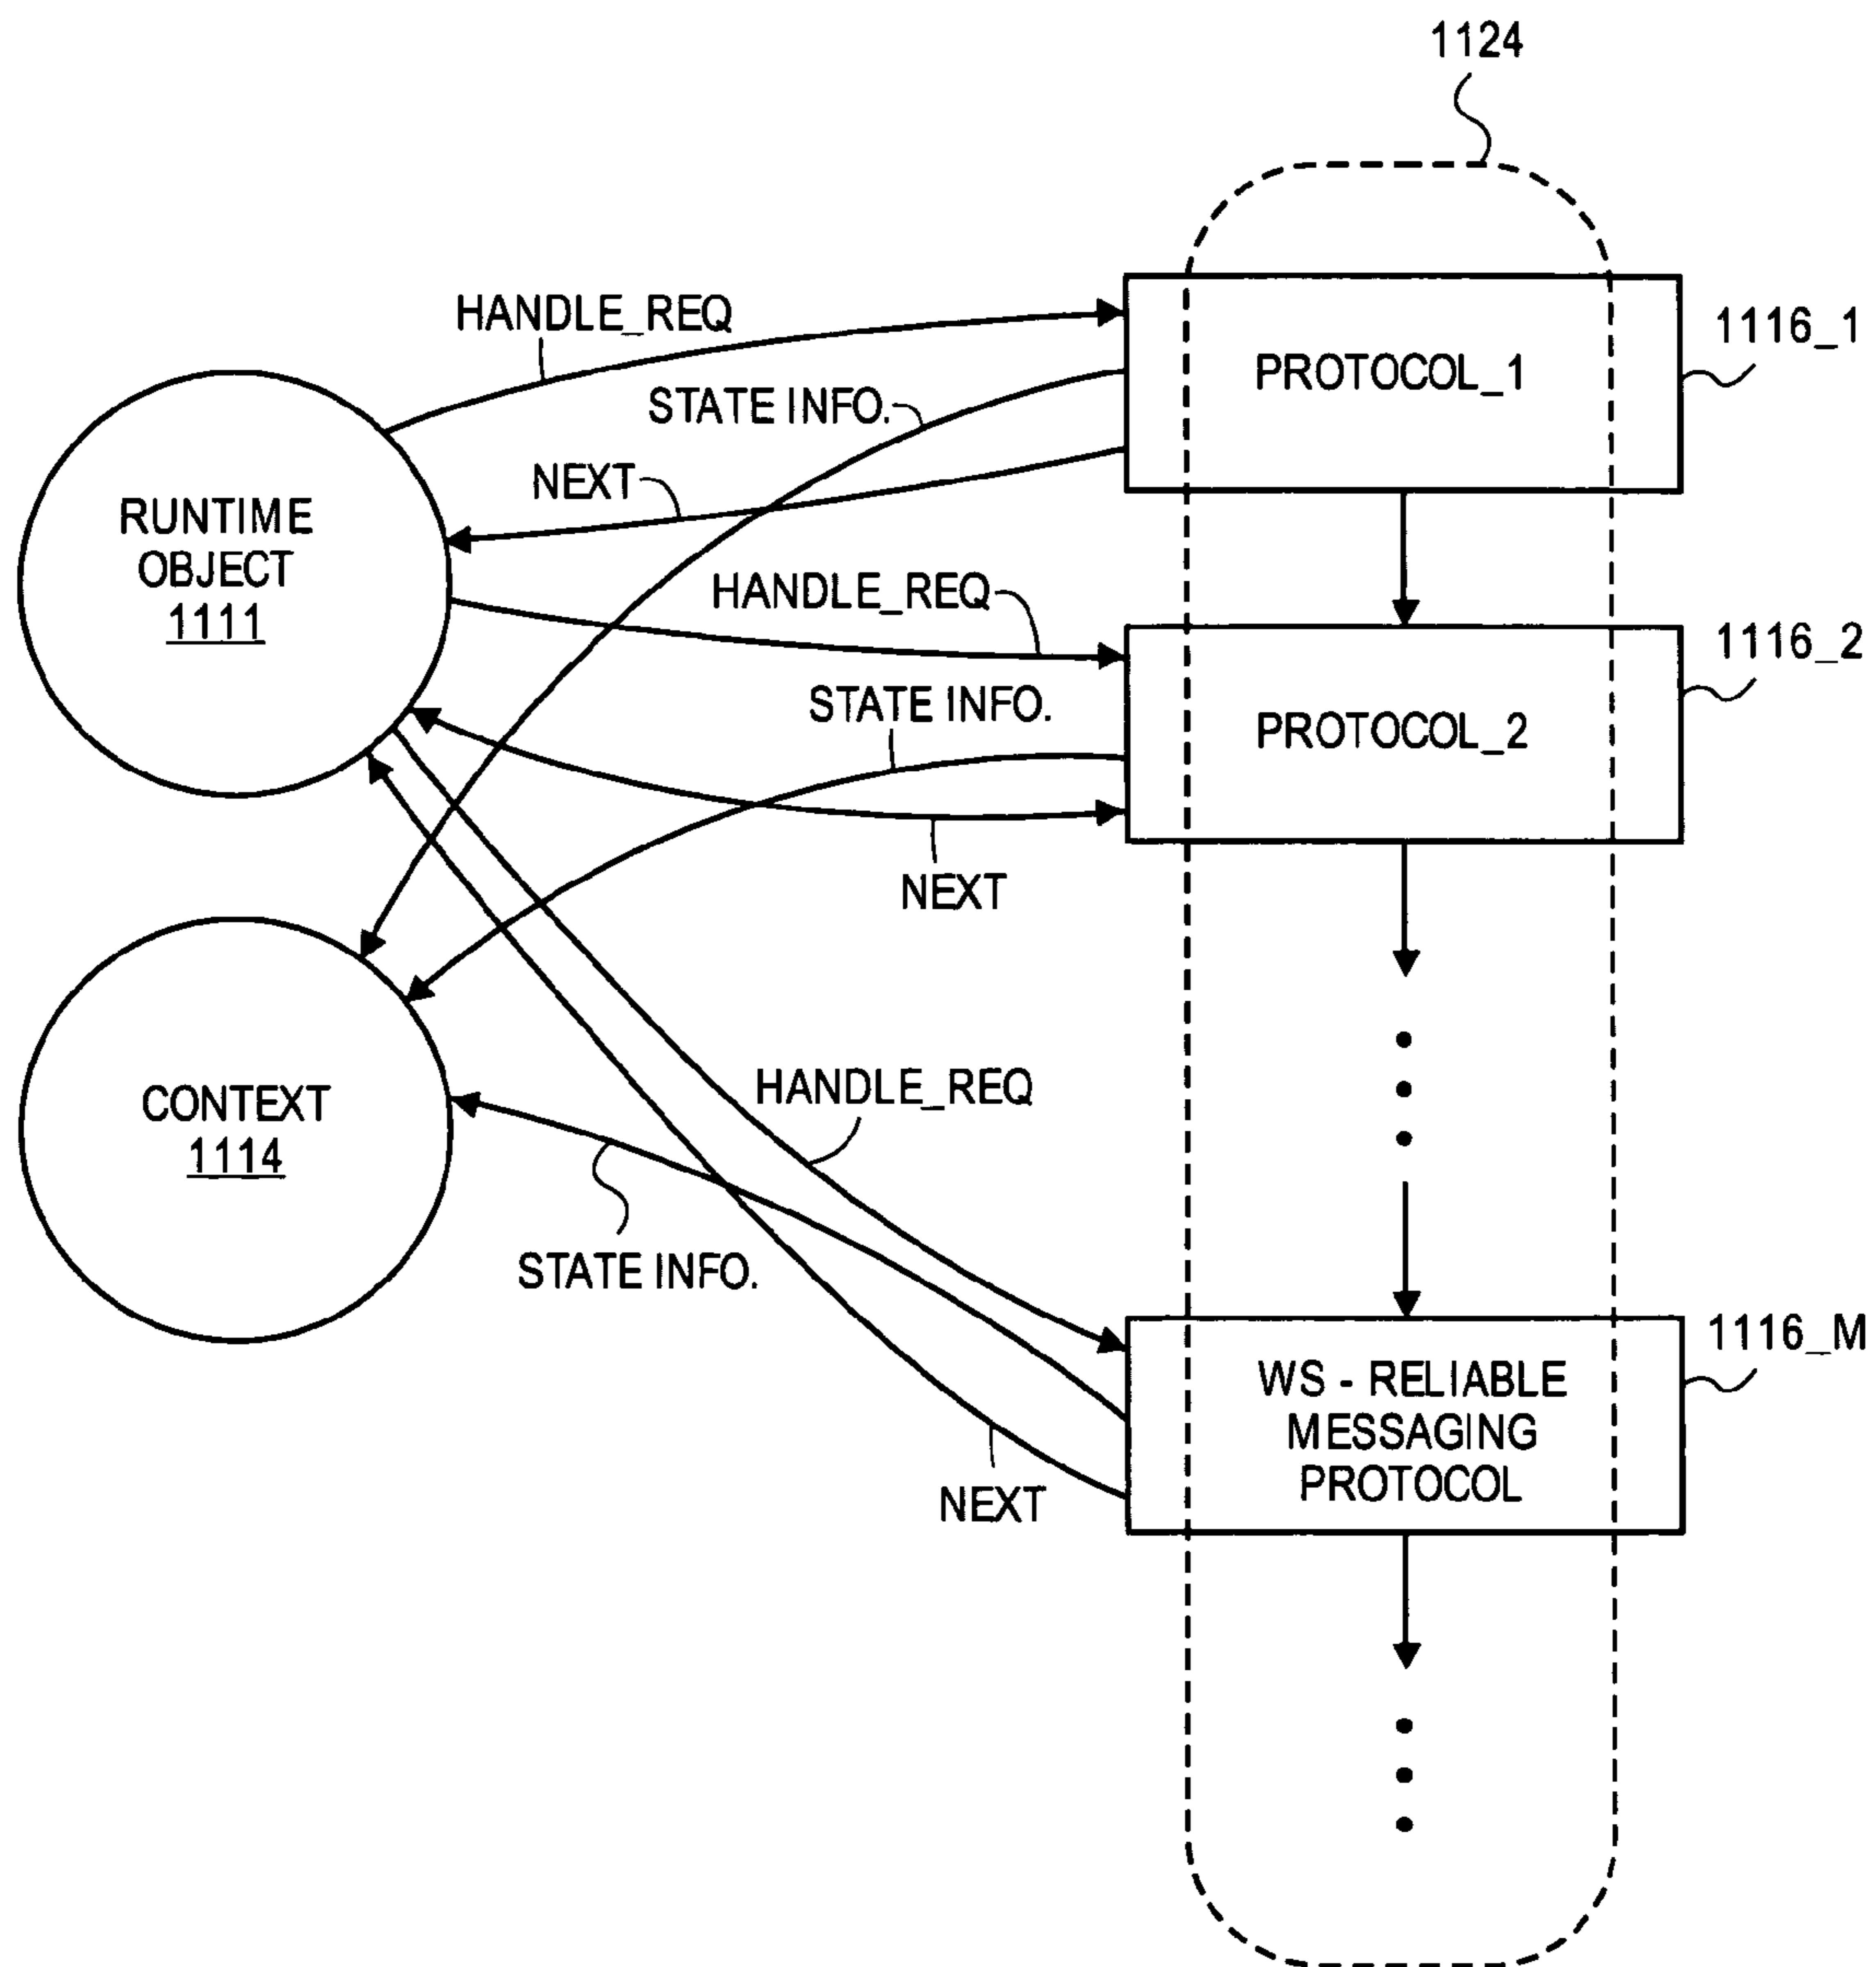 1124
HANDLE_REQ
1116_1
PROTOCOL_1
STATE INFO.
NEXT
RUNTIME
OBJECT
1111
HANDLE_REQ
1116_2
STATE INFO.
PROTOCOL_2
NEXT
CONTEXT
1114
HANDLE_REQ
STATE INFO.
1116_M
WS - RELIABLE
MESSAGING
PROTOCOL
NEXT